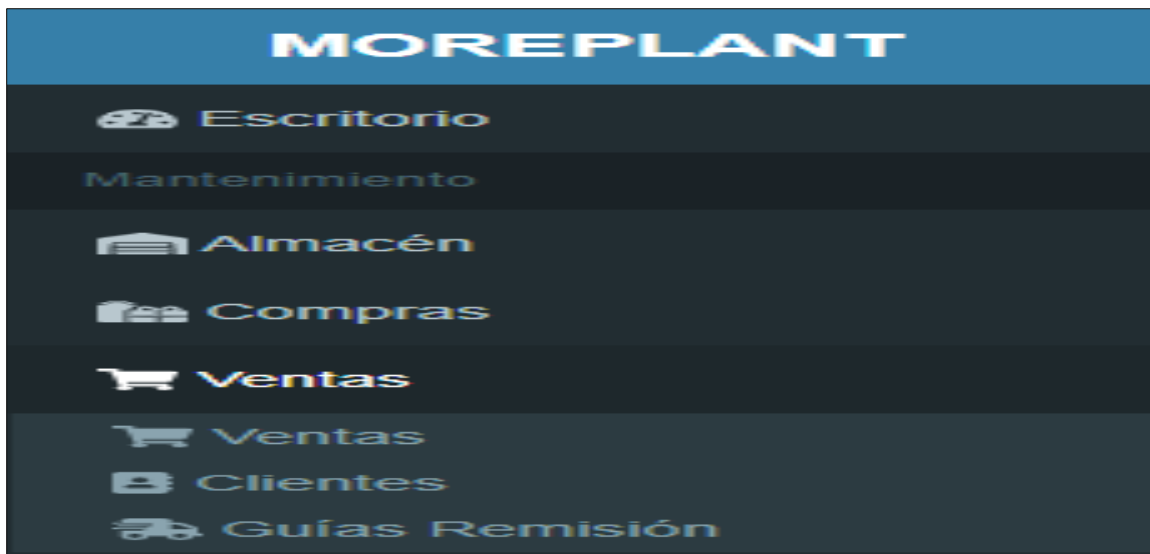 MOREPLANT
Escritorio
Mantenimiento
Almacén
Compras
Ventas
Ventas
Clientes
Guías Remisión